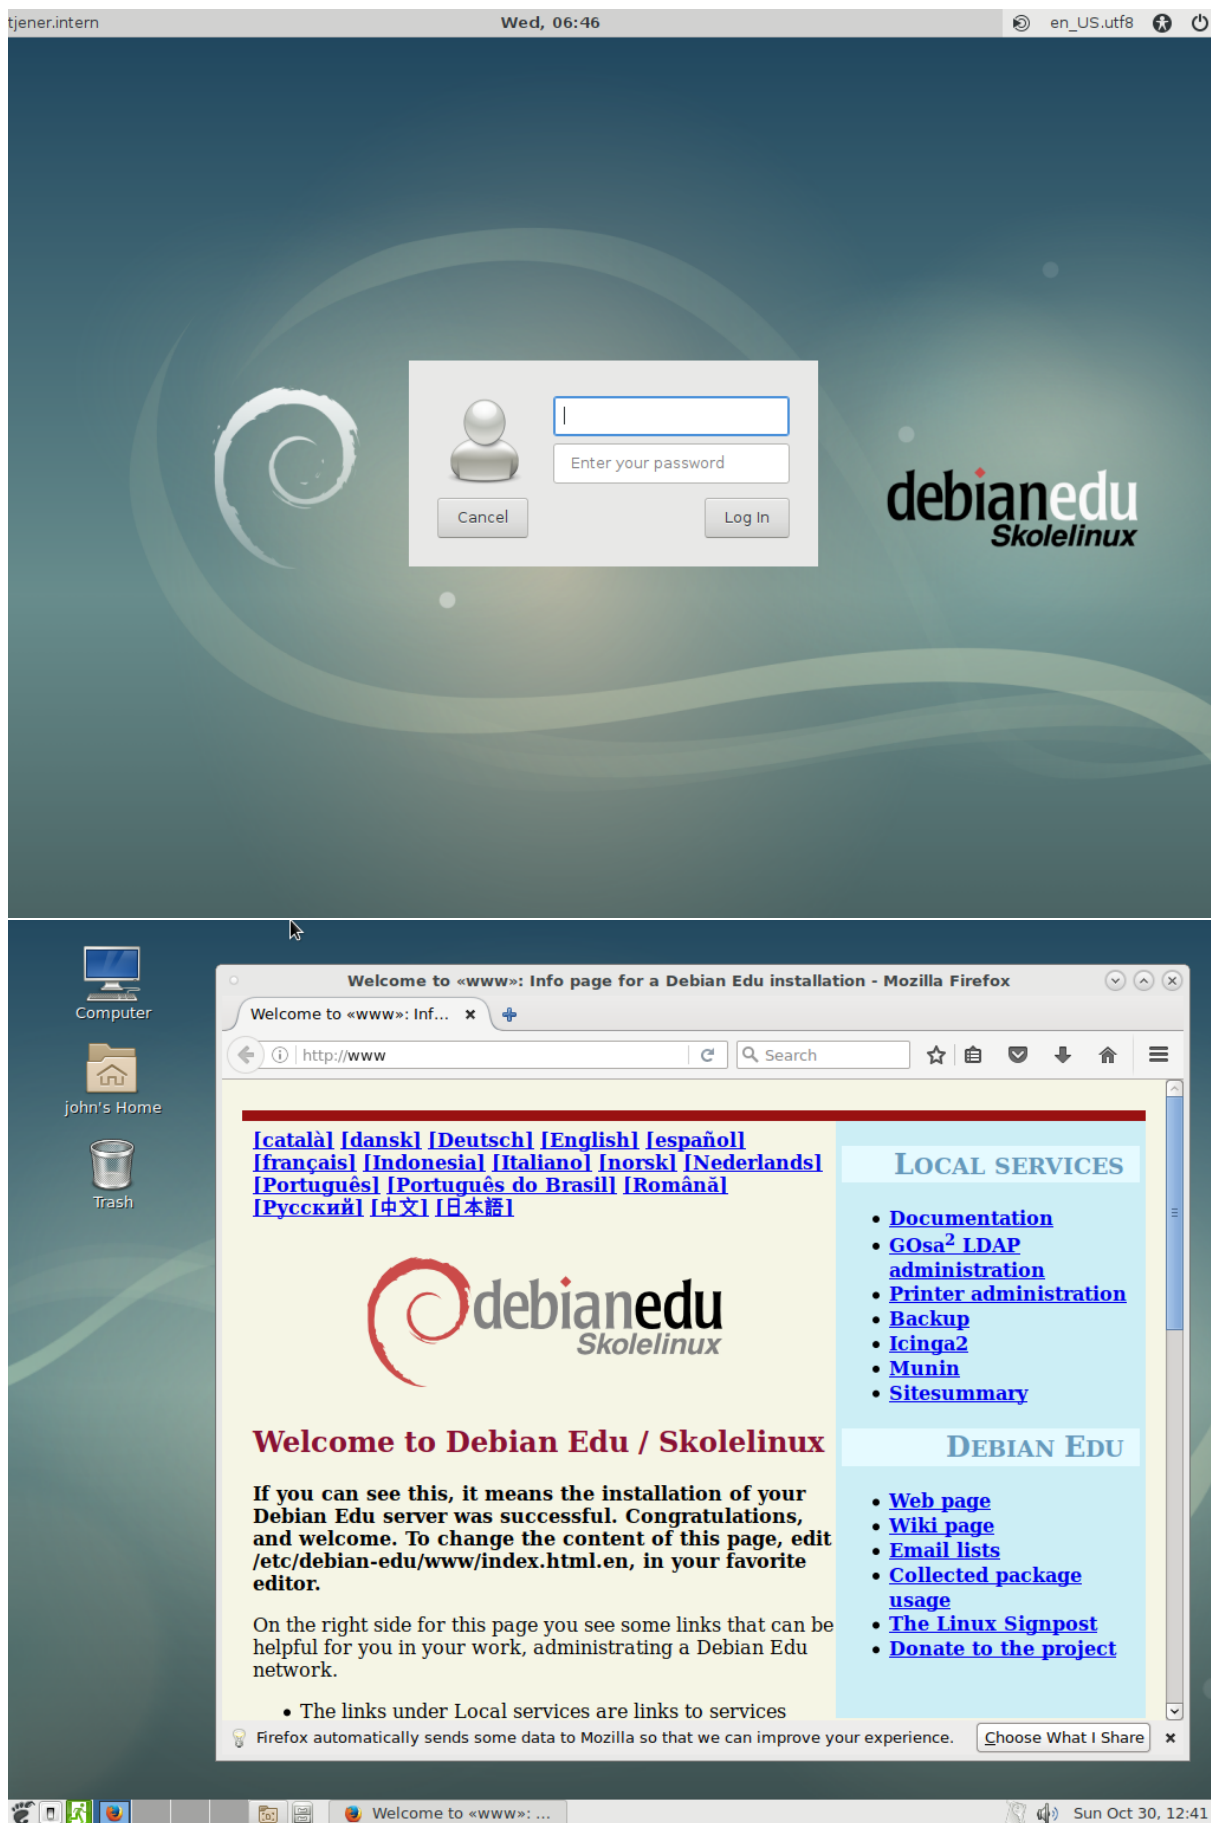 tjener.intern
Wed, 06:46
en_US.utf8
Enter your password
Cancel
Log In
debianedu
Skolelinux
Computer
john's Home
Trash
Welcome to «www»: Info page for a Debian Edu installation - Mozilla Firefox
Welcome to «www»: Inf...
http://www
Search
[català] [dansk] [Deutsch] [English] [español]
[français] [Indonesia] [Italiano] [norsk] [Nederlands]
[Português] [Português do Brasil] [Română]
[Русский] [中文] [日本語]
debianedu
Skolelinux
Welcome to Debian Edu / Skolelinux
If you can see this, it means the installation of your
Debian Edu server was successful. Congratulations,
and welcome. To change the content of this page, edit
/etc/debian-edu/www/index.html.en, in your favorite
editor.
On the right side for this page you see some links that can be
helpful for you in your work, administrating a Debian Edu
network.
• The links under Local services are links to services
LOCAL SERVICES
• Documentation
• GOsa² LDAP
administration
• Printer administration
• Backup
• Icinga2
• Munin
• Sitesummary
DEBIAN EDU
• Web page
• Wiki page
• Email lists
• Collected package
usage
• The Linux Signpost
• Donate to the project
Firefox automatically sends some data to Mozilla so that we can improve your experience.
Choose What I Share
Welcome to «www»: ...
Sun Oct 30, 12:41